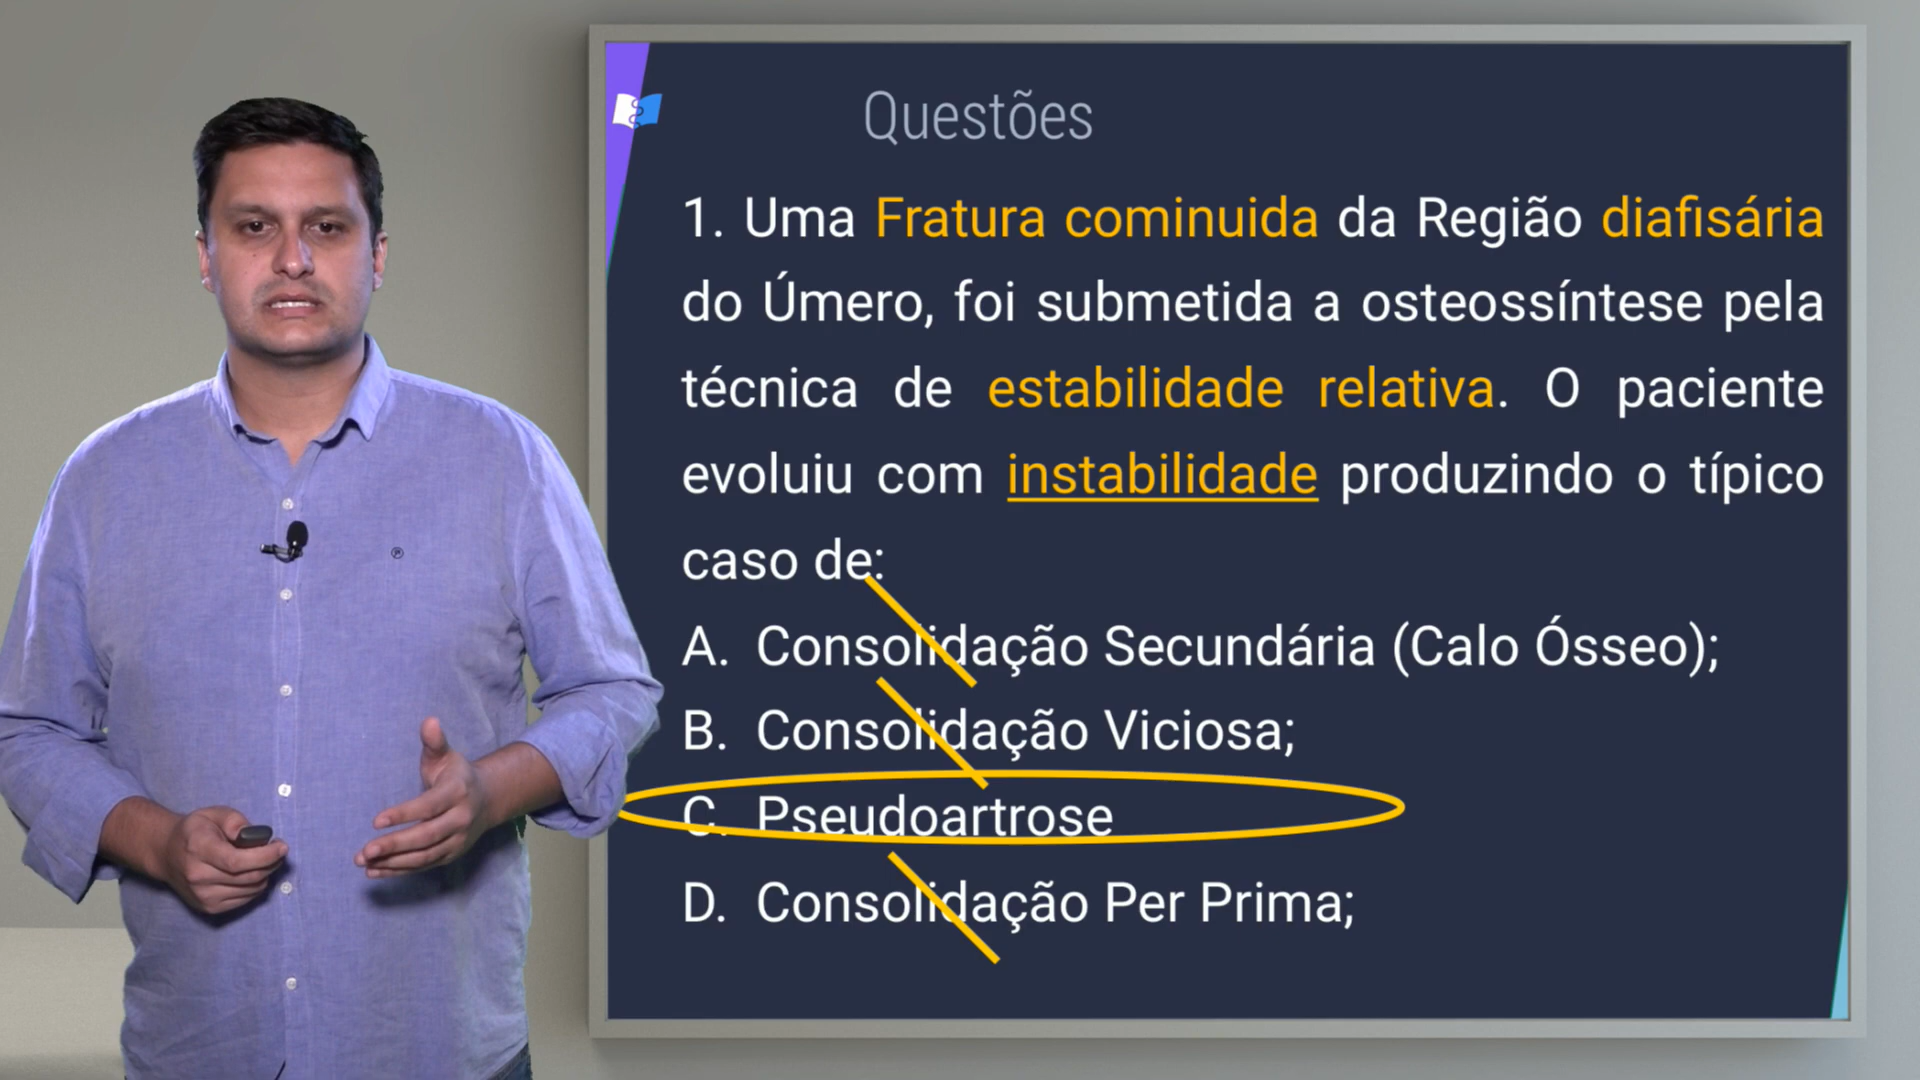 Questões
1. Uma Fratura cominuida da Região diafisária
do Úmero, foi submetida a osteossíntese pela
técnica de estabilidade relativa. O paciente
evoluiu com instabilidade produzindo o típico
caso de:
A. Consolidação Secundária (Calo Ósseo);
B. Consolidação Viciosa;
C. Pseudoartrose
D. Consolidação Per Prima;